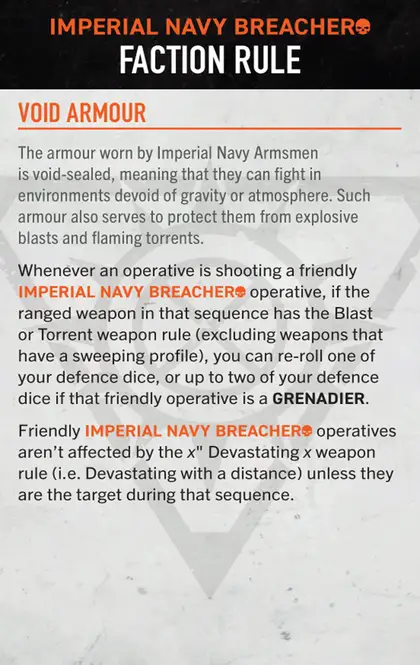 IMPERIAL NAVY BREACHER
FACTION RULE
VOID ARMOUR
The armour worn by Imperial Navy Armsmen
is void-sealed, meaning that they can fight in
environments devoid of gravity or atmosphere. Such
armour also serves to protect them from explosive
blasts and flaming torrents.
Whenever an operative is shooting a friendly
IMPERIAL NAVY BREACHER operative, if the
ranged weapon in that sequence has the Blast
or Torrent weapon rule (excluding weapons that
have a sweeping profile), you can re-roll one of
your defence dice, or up to two of your defence
dice if that friendly operative is a GRENADIER.
Friendly IMPERIAL NAVY BREACHER operatives
aren't affected by the x" Devastating x weapon
rule (i.e. Devastating with a distance) unless they
are the target during that sequence.